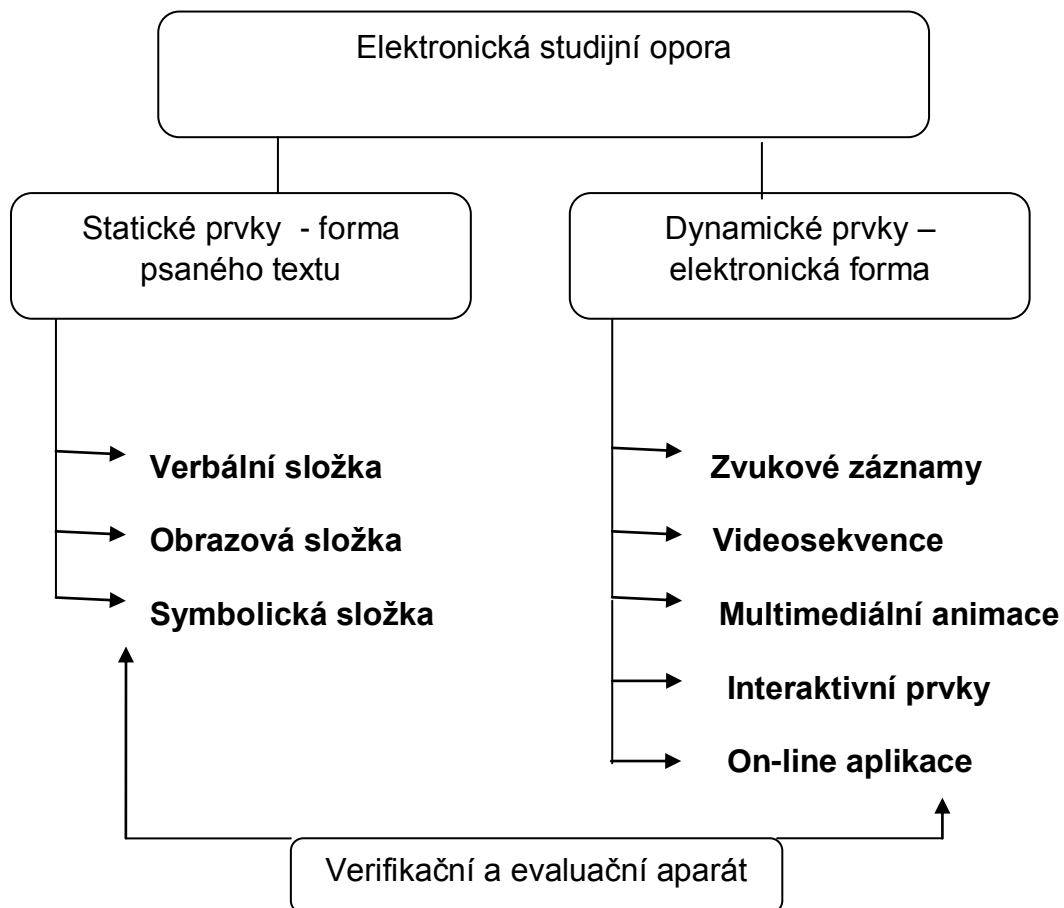 Elektronická studijní opora
Statické prvky - forma
psaného textu
Verbální složka
Obrazová složka
Symbolická složka
Dynamické prvky –
elektronická forma
Zvukové záznamy
Videosekvence
Multimediální animace
Interaktivní prvky
On-line aplikace
Verifikační a evaluační aparát